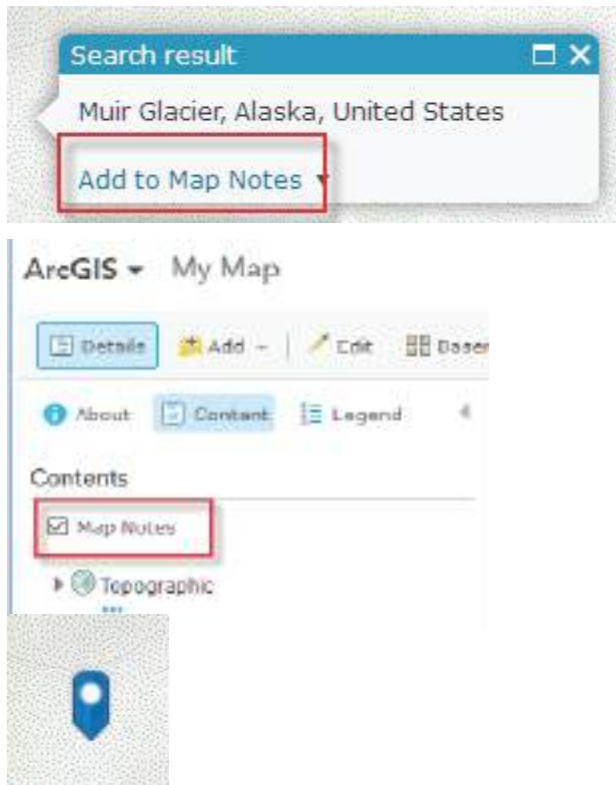 Search result
Muir Glacier, Alaska, United States
Add to Map Notes
ArcGIS My Map
Details Add Edit Basem
About Content Legend
Contents
Map Notes
Topographic